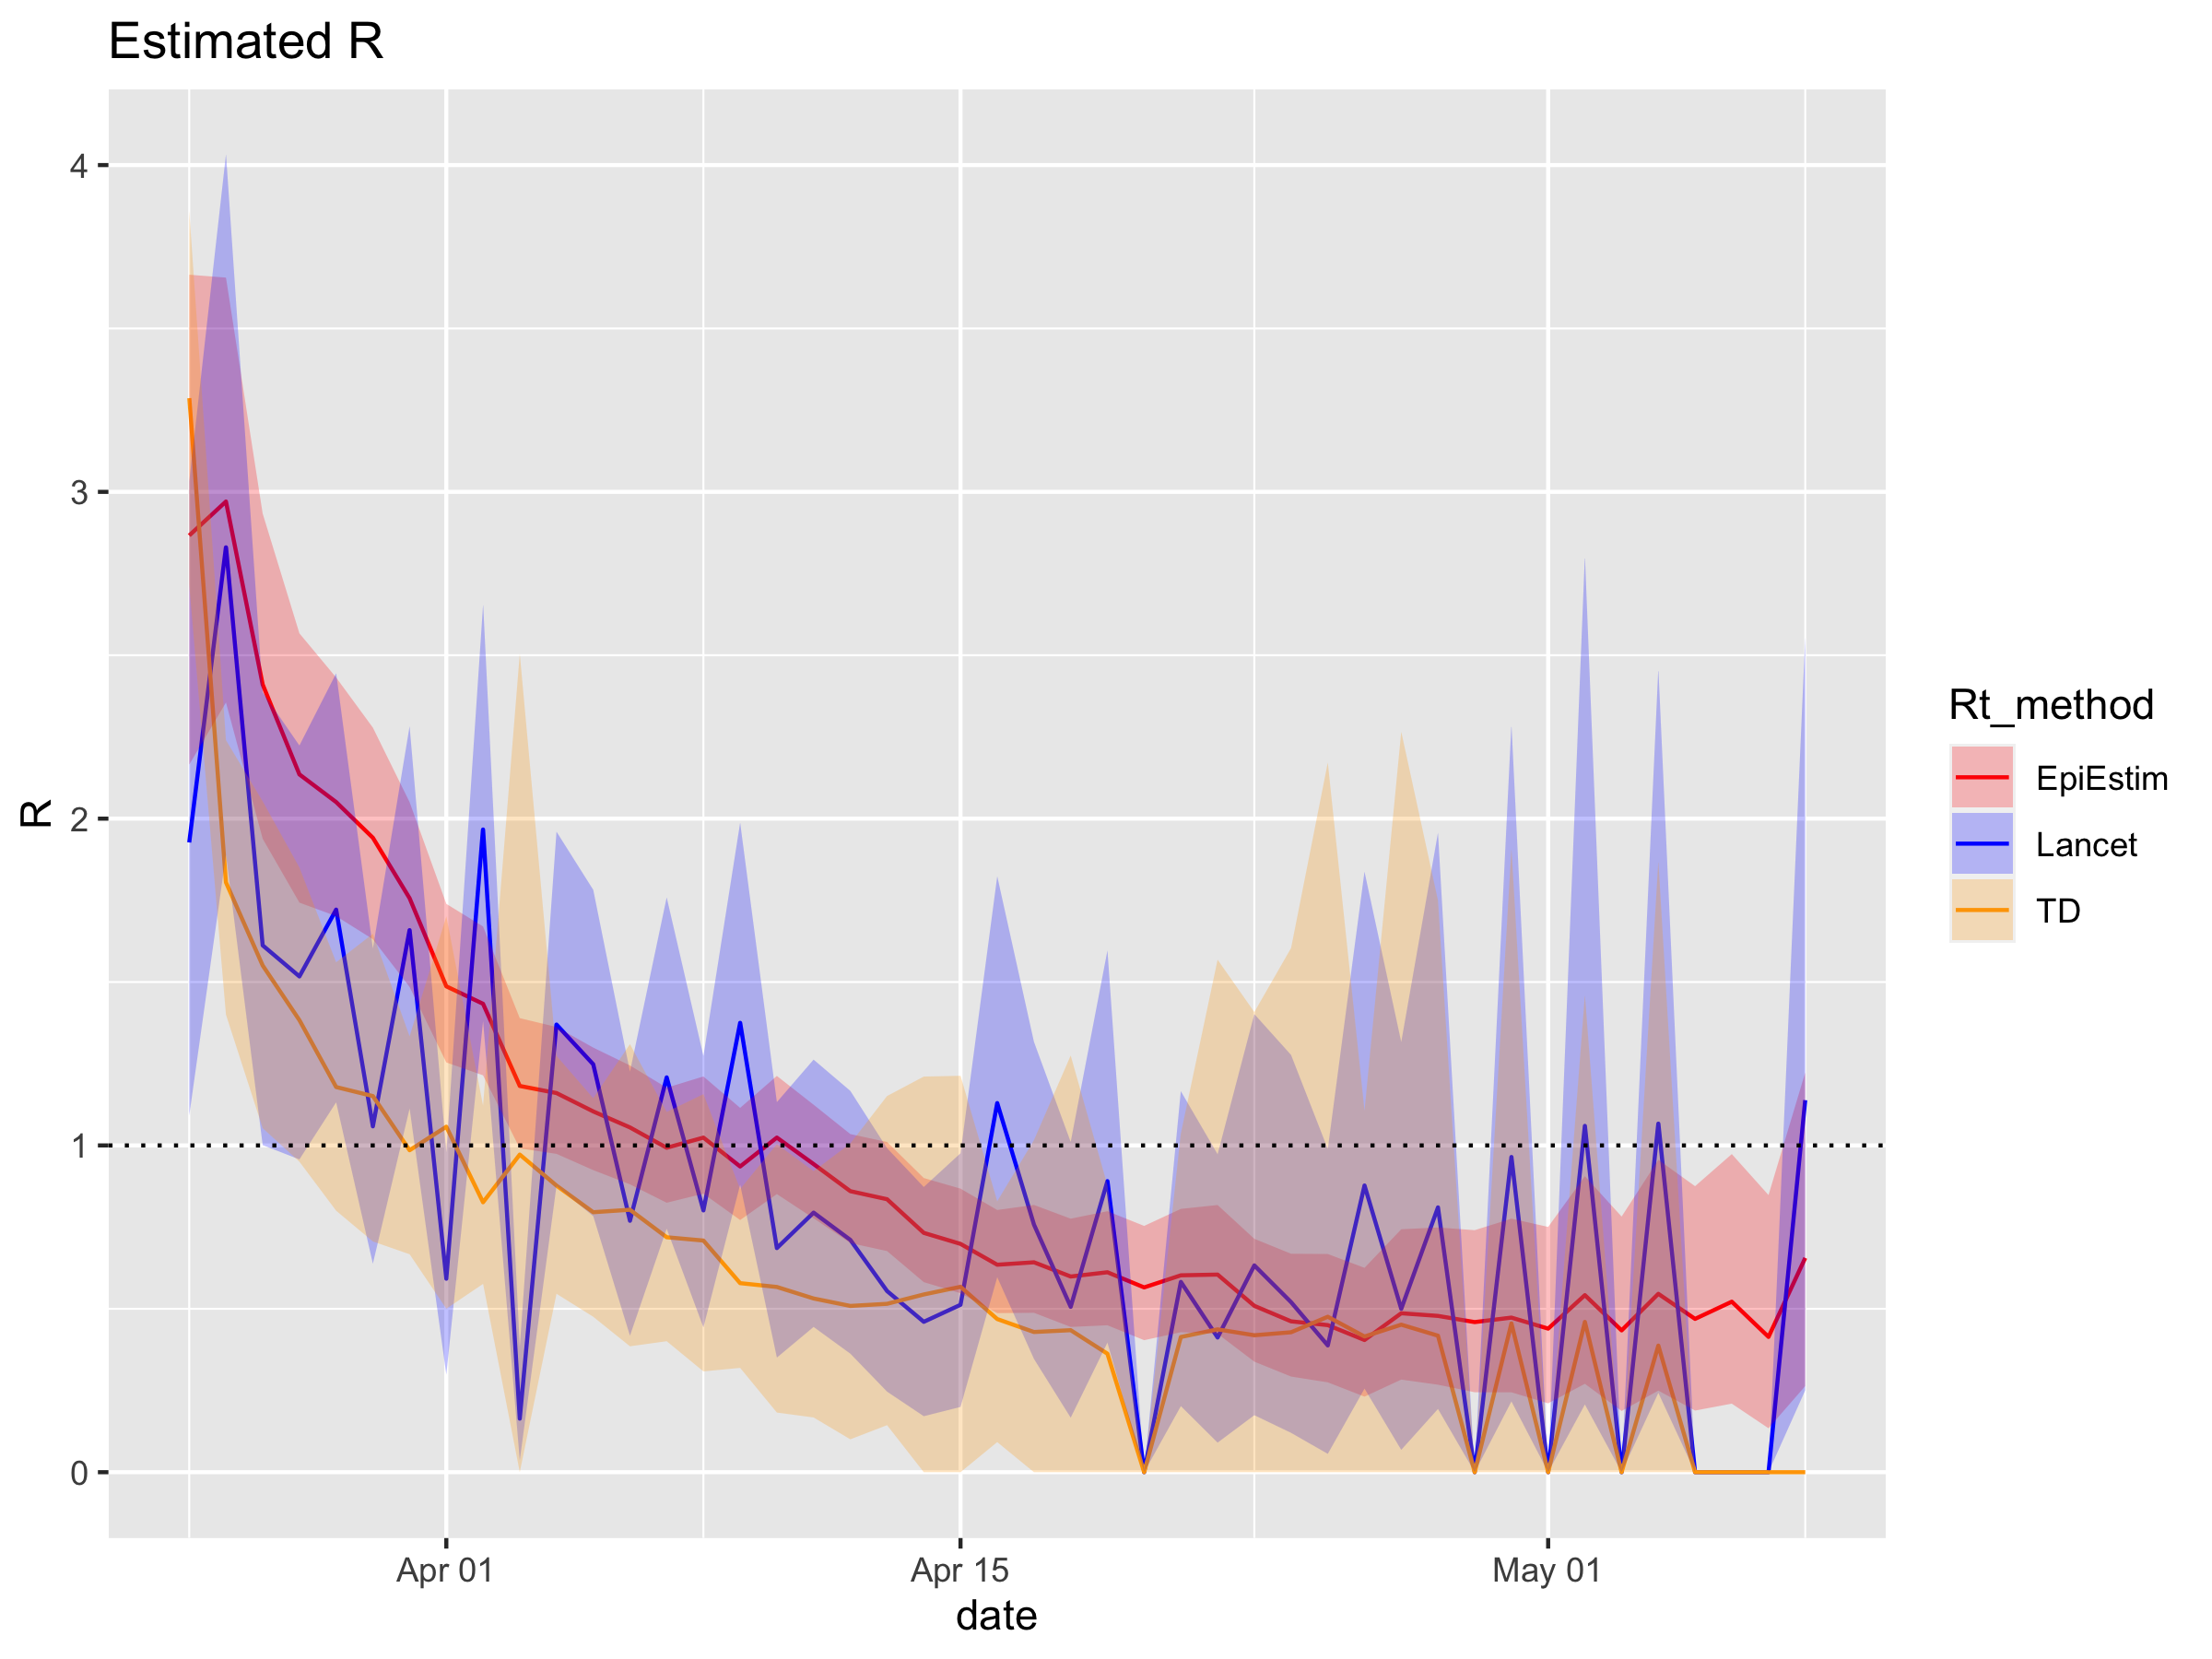 Estimated R
4
3
2
1
0
R
Apr 01
Apr 15
May 01
date
Rt_method
EpiEstim
Lancet
TD